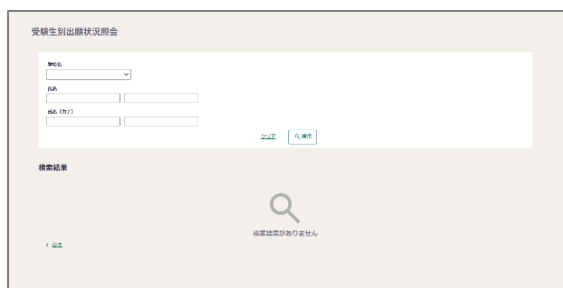 受験生別出願状況照会
学校名
氏名
氏名（カナ）
クリア 検索
検索結果
検索結果がありません
戻る